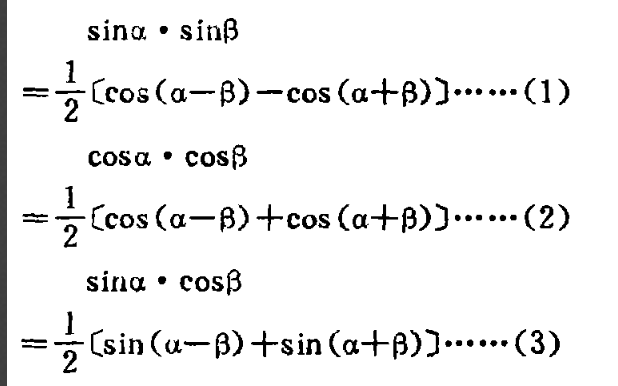 sinα・sinβ
=1/2〔cos(α-β)-cos(α+β)〕……(1)
cosα・cosβ
=1/2〔cos(α-β)+cos(α+β)〕……(2)
sinα・cosβ
=1/2〔sin(α-β)+sin(α+β)〕……(3)